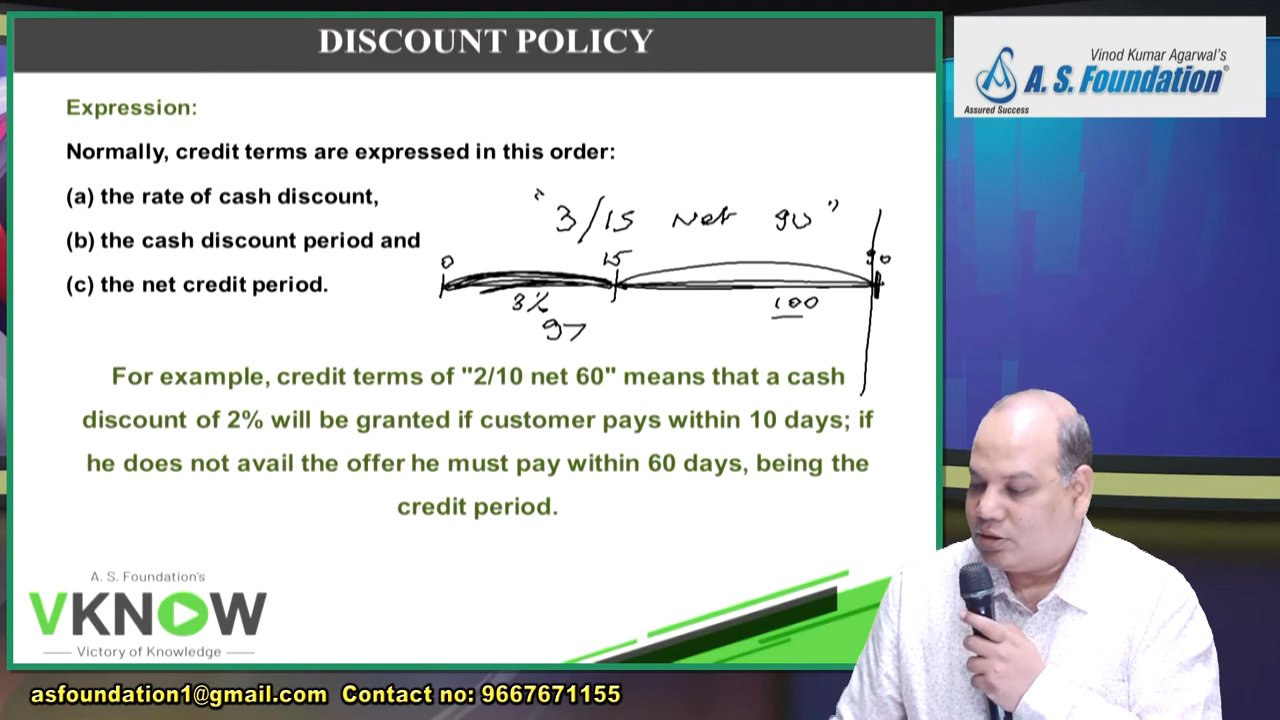 DISCOUNT POLICY
Vinod Kumar Agarwal's
A. S. Foundation®
Assured Success
Expression:
Normally, credit terms are expressed in this order:
(a) the rate of cash discount,
"3/15 Net 90"
(b) the cash discount period and
0 15 90
(c) the net credit period.
3% 100
97
For example, credit terms of "2/10 net 60" means that a cash
discount of 2% will be granted if customer pays within 10 days; if
he does not avail the offer he must pay within 60 days, being the
credit period.
A. S. Foundation's
VKNOW
Victory of Knowledge
asfoundation1@gmail.com Contact no: 9667671155